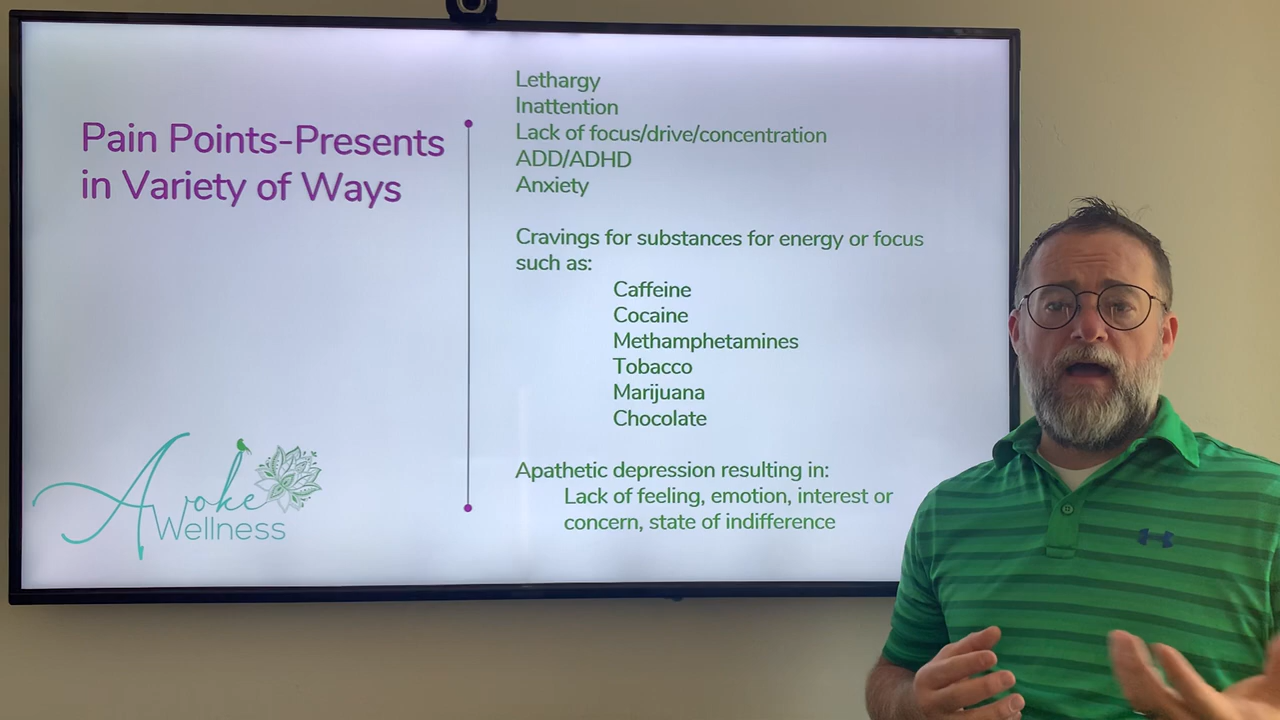 Pain Points-Presents
in Variety of Ways
Lethargy
Inattention
Lack of focus/drive/concentration
ADD/ADHD
Anxiety
Cravings for substances for energy or focus
such as:
Caffeine
Cocaine
Methamphetamines
Tobacco
Marijuana
Chocolate
Apathetic depression resulting in:
Lack of feeling, emotion, interest or
concern, state of indifference
Avoke
Wellness